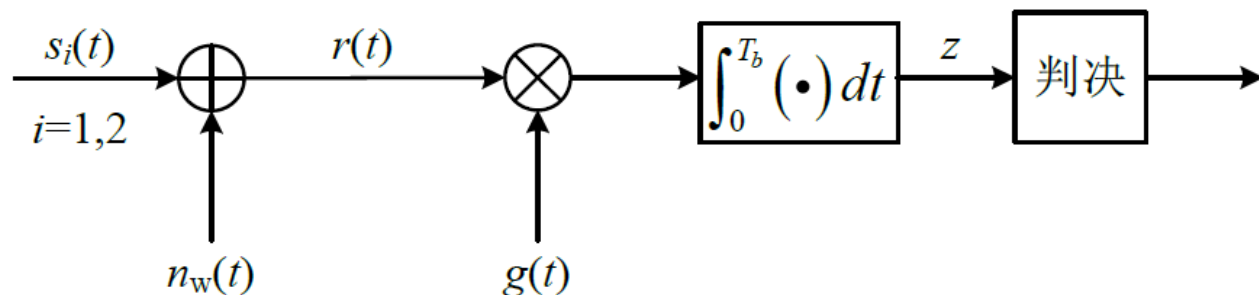 s_i(t)
i=1,2
n_w(t)
r(t)
g(t)
∫_0^{T_b} (•) dt
z
判决